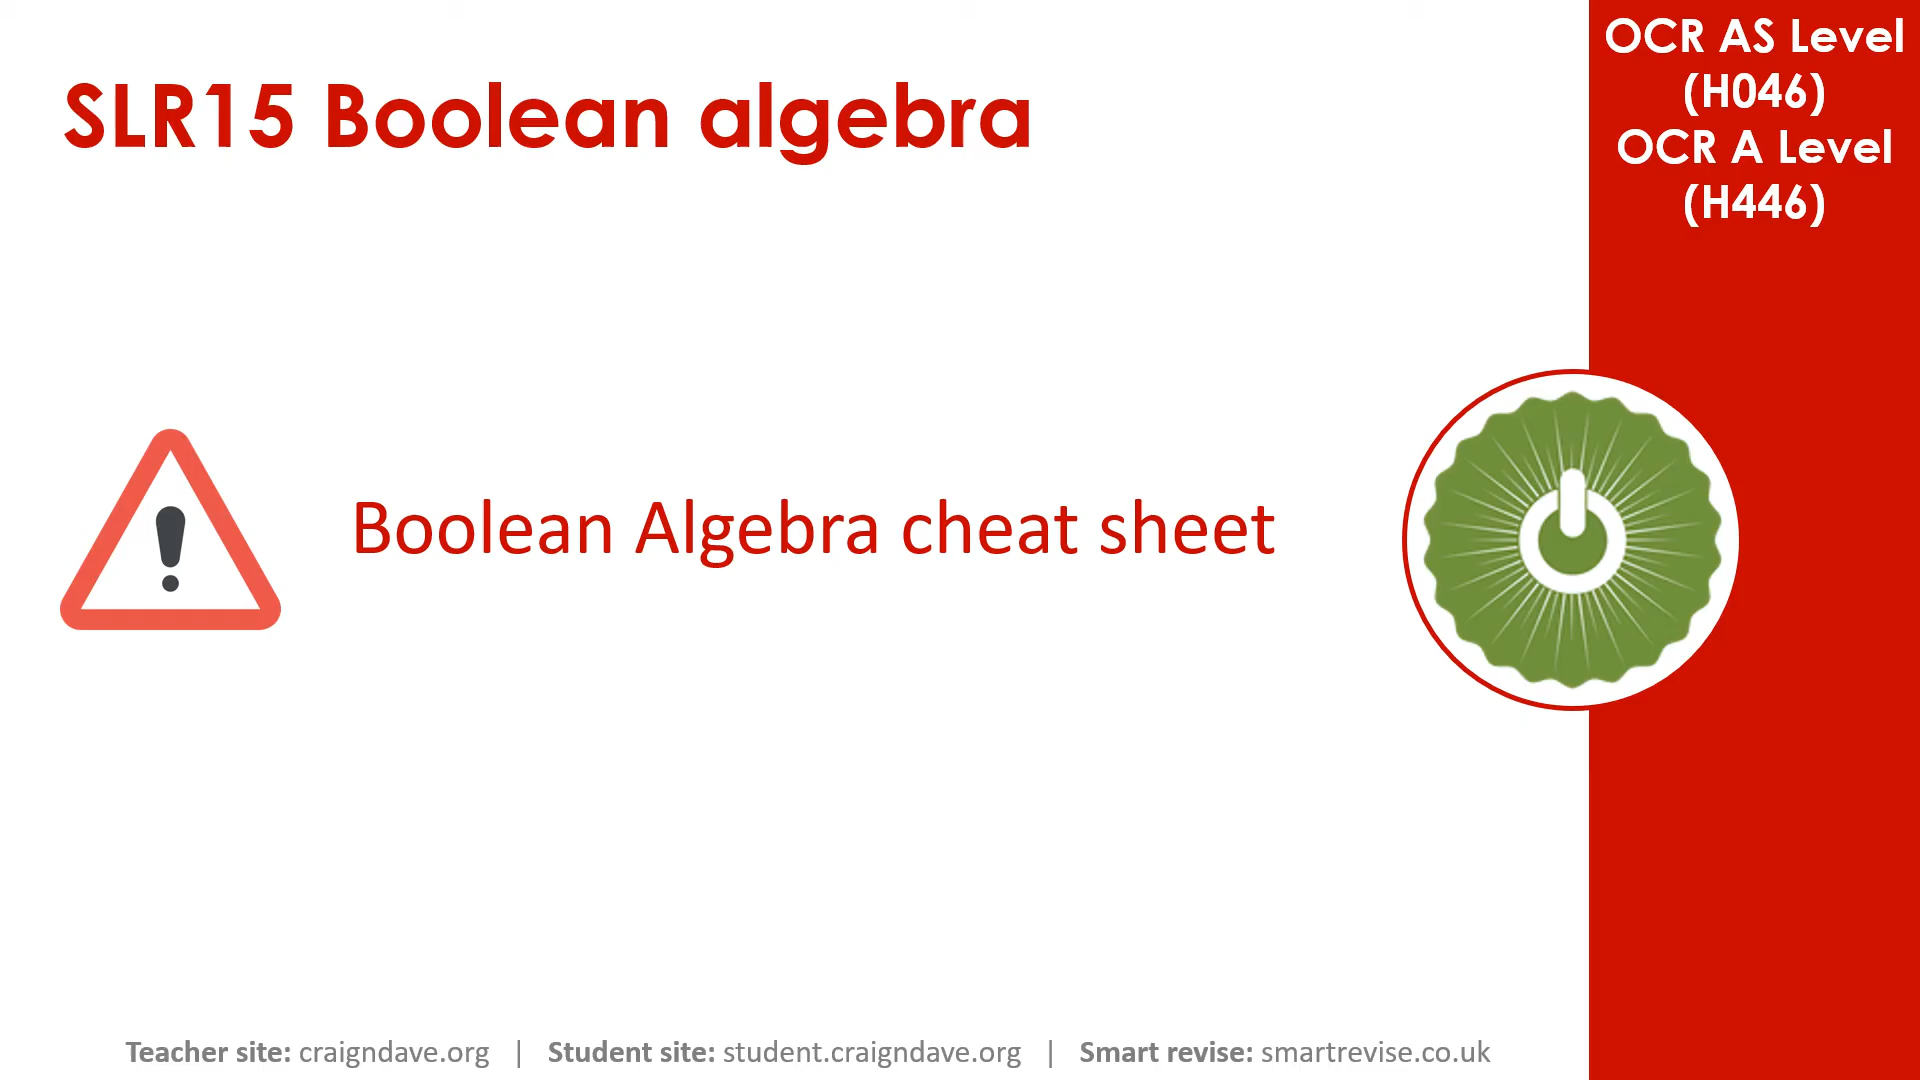 SLR15 Boolean algebra
OCR AS Level
(H046)
OCR A Level
(H446)
Boolean Algebra cheat sheet
Teacher site: craigndave.org | Student site: student.craigndave.org | Smart revise: smartrevise.co.uk